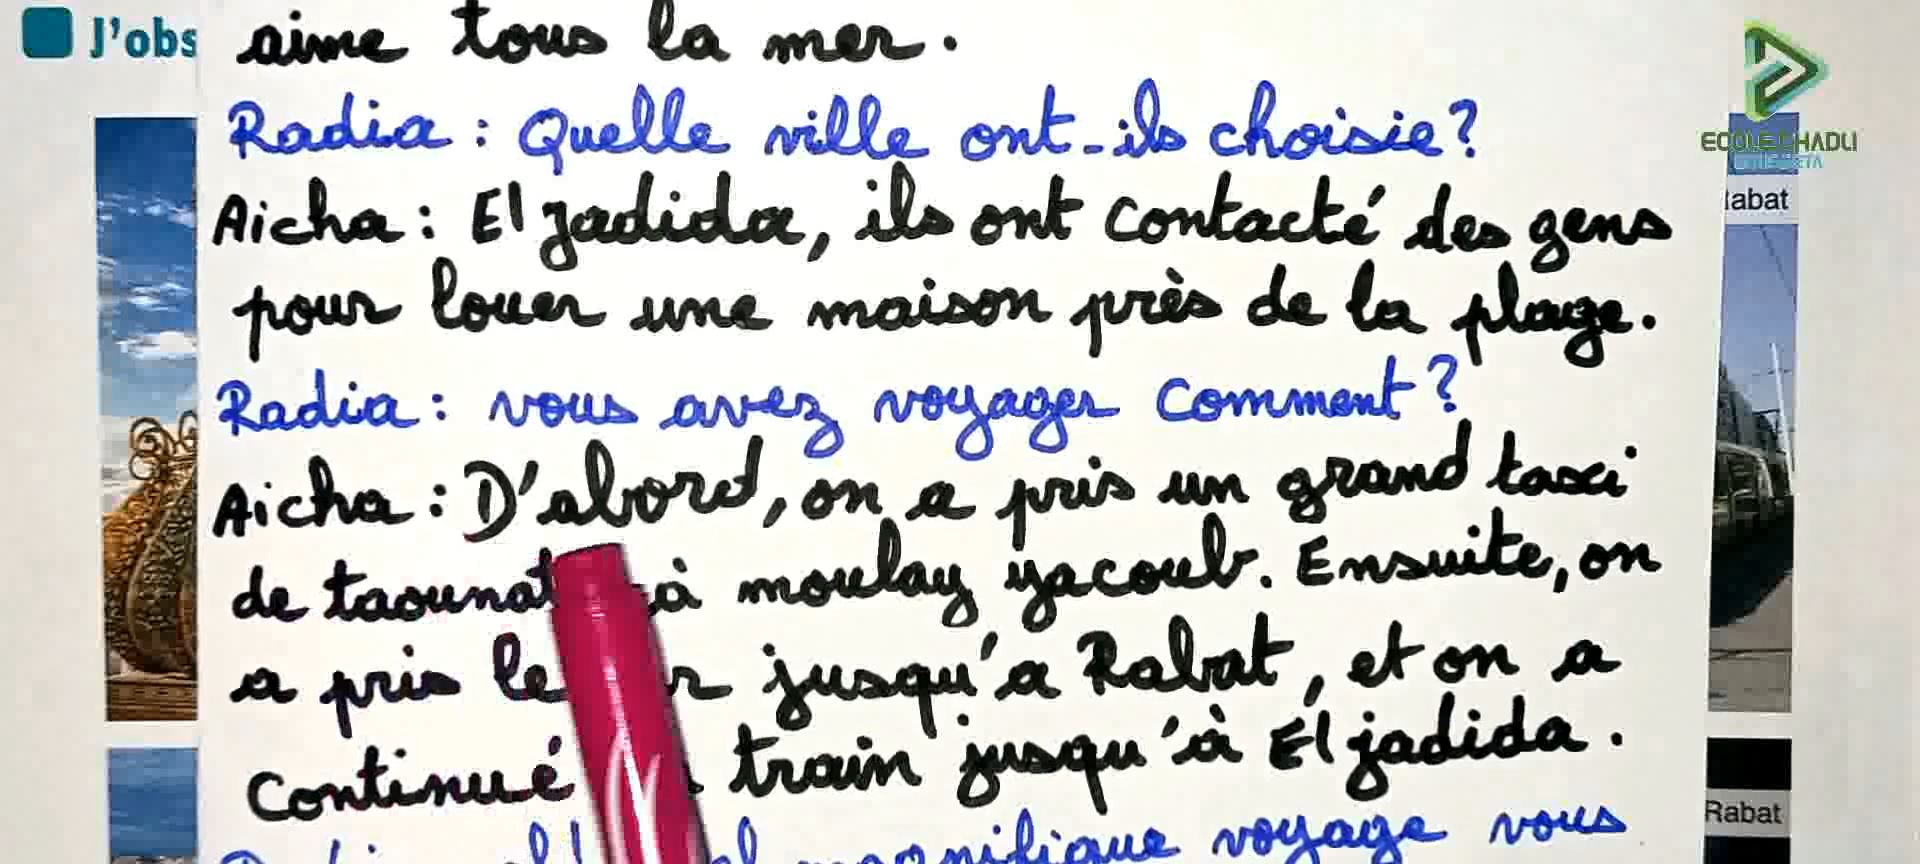 J'obs
aime tous la mer.
Radia : Quelle ville ont-ils choisie?
Aicha : El jadida, ils ont contacté des gens
pour louer une maison près de la plage.
Radia : vous avez voyager comment?
Aicha : D'abord, on a pris un grand taxi
de taounat à moulay yacoub. Ensuite, on
a pris le jusqu'a Rabat, et on a
continué train jusqu'à El jadida.
magnifique voyage vous
ECOLE CHADLI
Rabat
Rabat